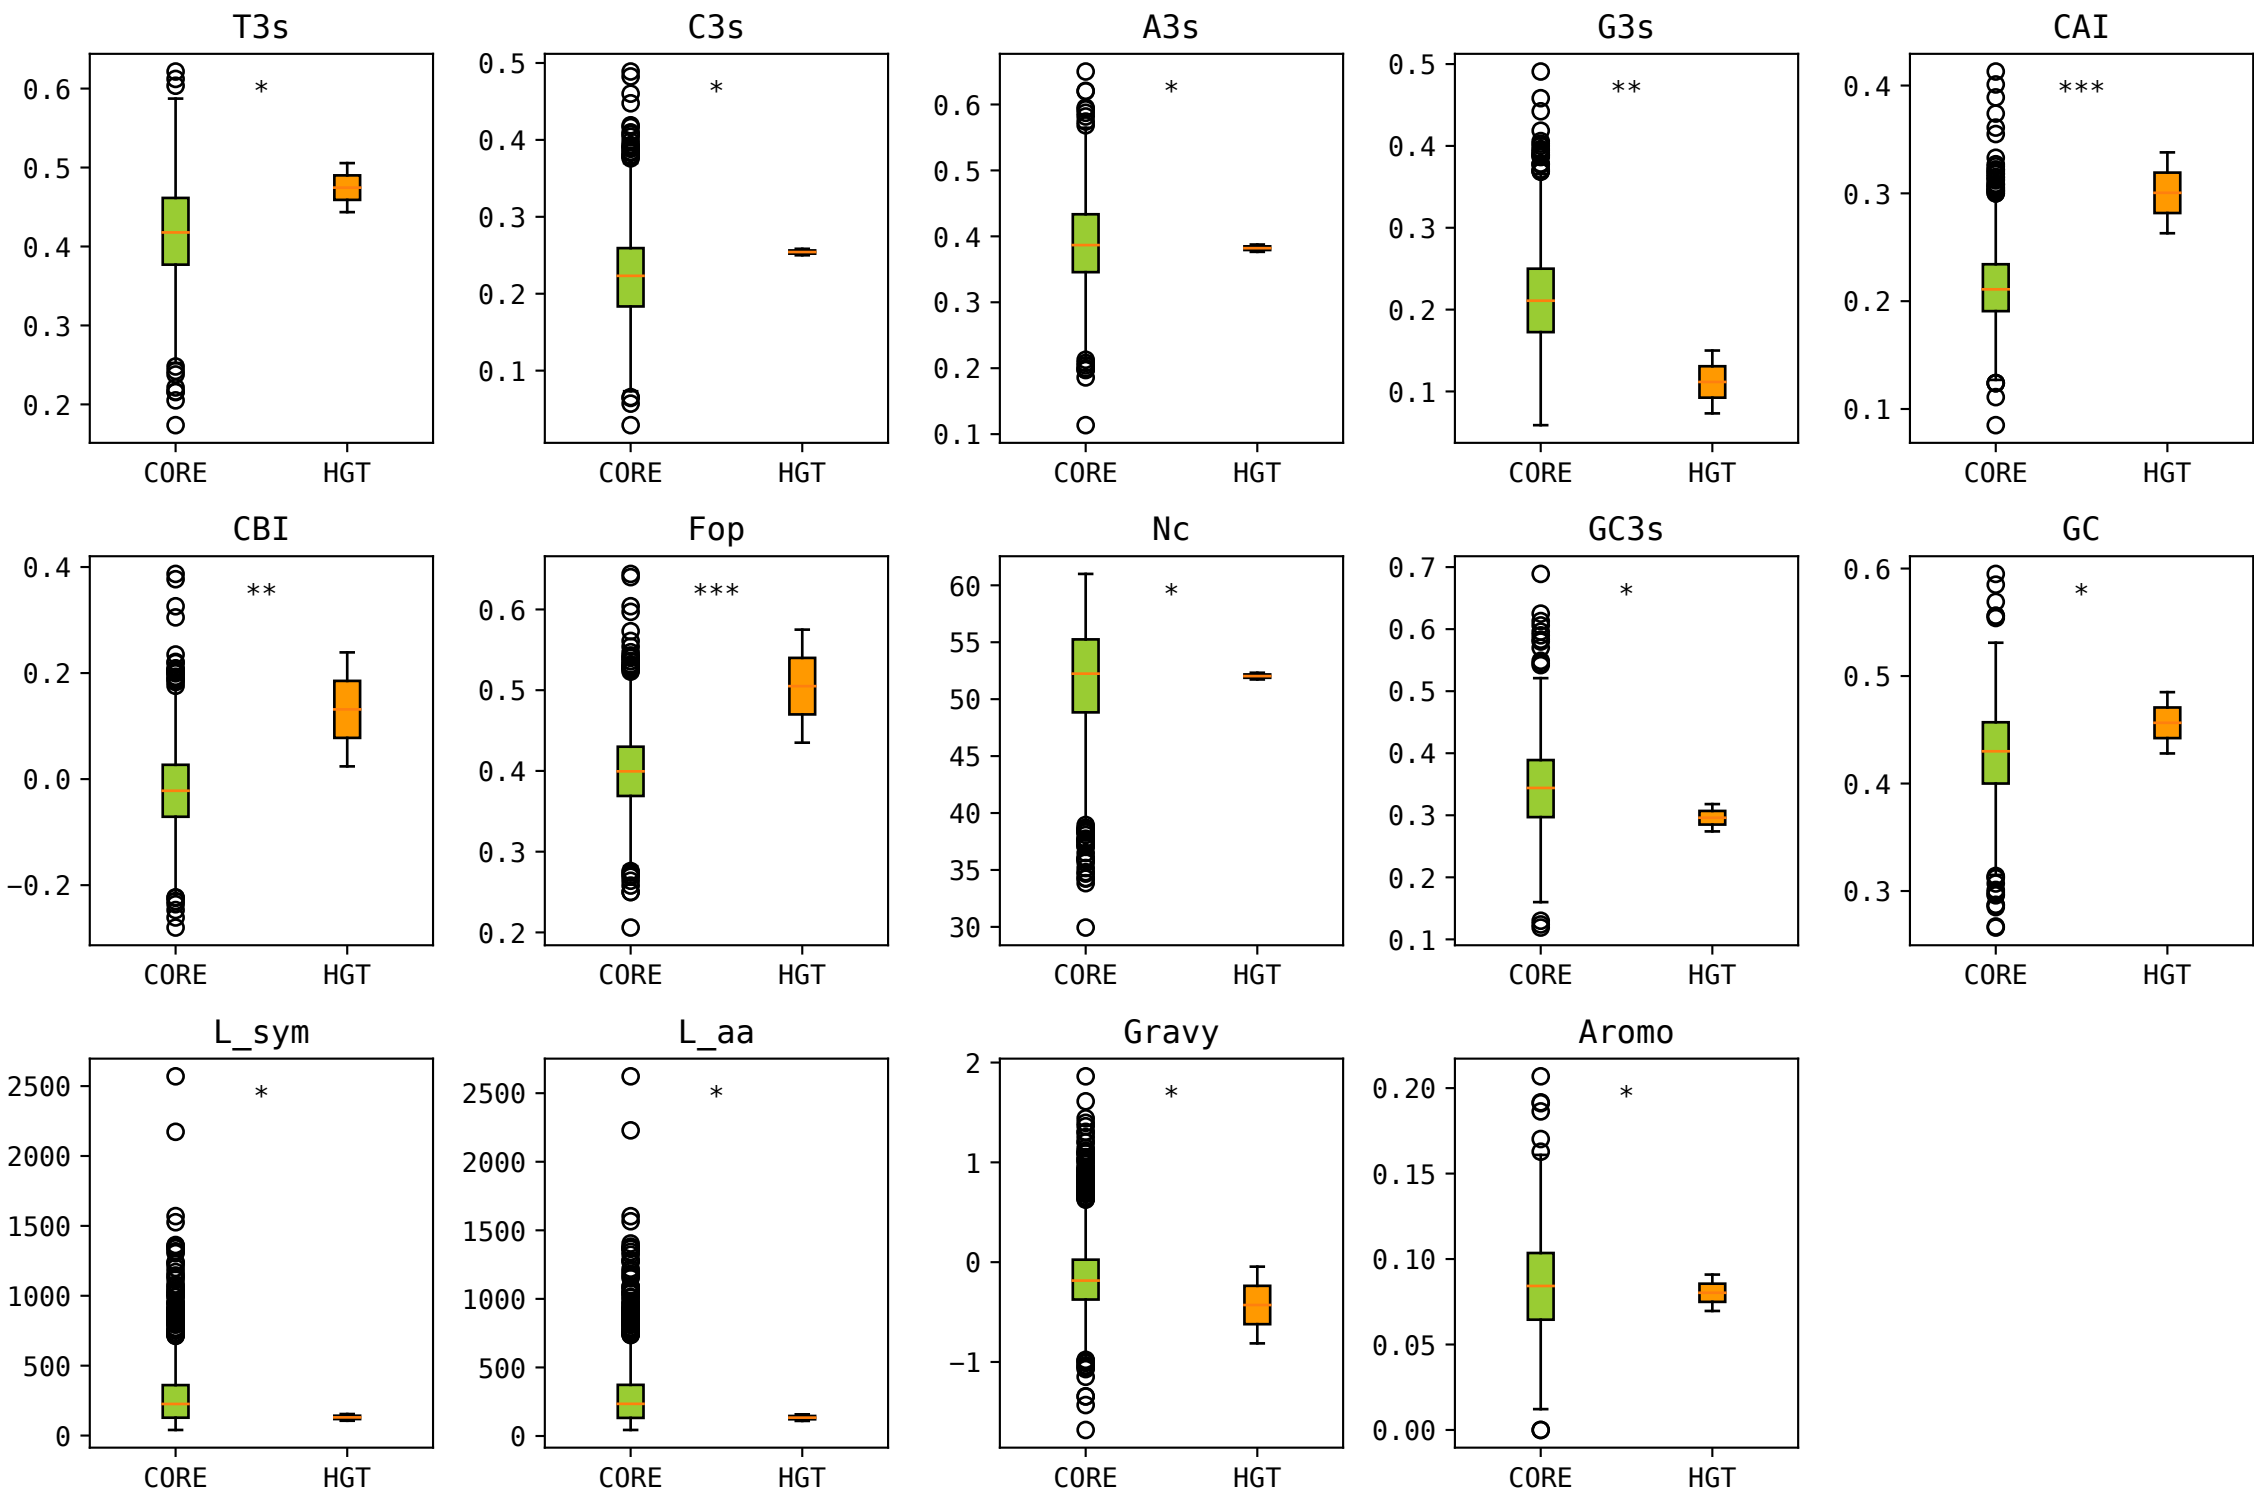 T3s C3s A3s G3s CAI
0.6 0.5 0.4 0.3 0.2
*
CORE HGT
0.5 0.4 0.3 0.2 0.1
*
CORE HGT
0.6 0.5 0.4 0.3 0.2 0.1
*
CORE HGT
0.5 0.4 0.3 0.2 0.1
**
CORE HGT
0.4 0.3 0.2 0.1
***
CORE HGT
CBI Fop Nc GC3s GC
0.4 0.2 0.0 −0.2
**
CORE HGT
0.6 0.5 0.4 0.3 0.2
***
CORE HGT
60 55 50 45 40 35 30
*
CORE HGT
0.7 0.6 0.5 0.4 0.3 0.2 0.1
*
CORE HGT
0.6 0.5 0.4 0.3
*
CORE HGT
L_sym L_aa Gravy Aromo
2500 2000 1500 1000 500 0
*
CORE HGT
2500 2000 1500 1000 500 0
*
CORE HGT
2 1 0 −1
*
CORE HGT
0.20 0.15 0.10 0.05 0.00
*
CORE HGT